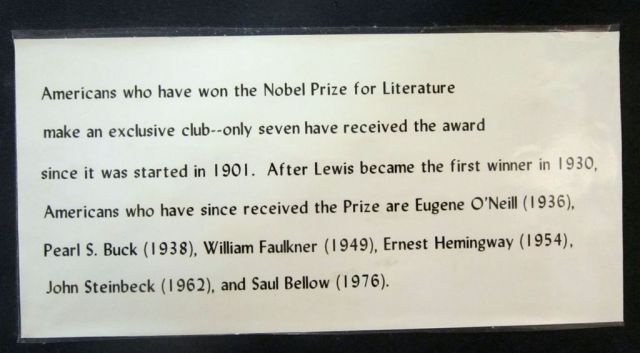 Americans who have won the Nobel Prize for Literature
make an exclusive club--only seven have received the award
since it was started in 1901. After Lewis became the first winner in 1930,
Americans who have since received the Prize are Eugene O'Neill (1936),
Pearl S. Buck (1938), William Faulkner (1949), Ernest Hemingway (1954),
John Steinbeck (1962), and Saul Bellow (1976).